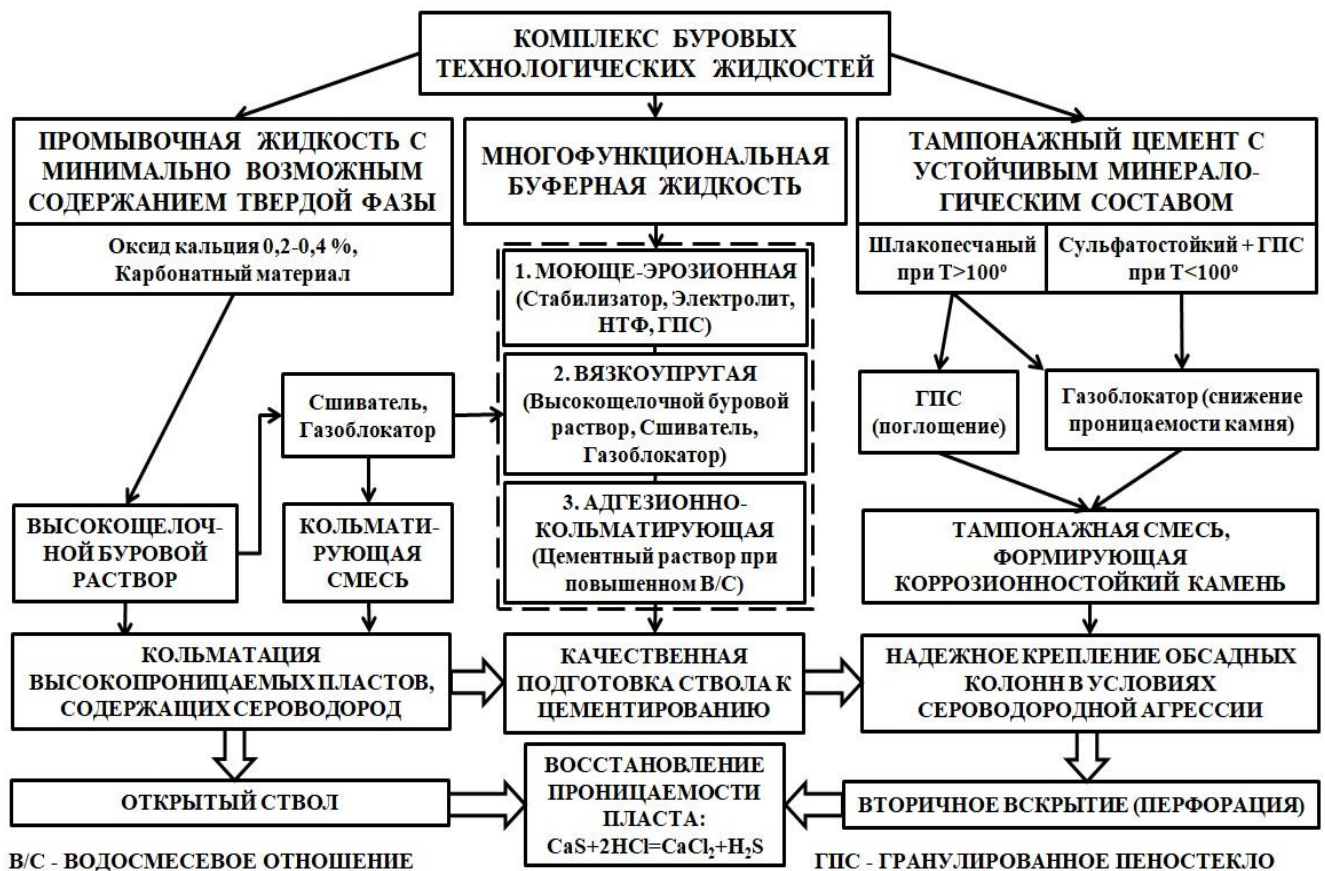 КОМПЛЕКС БУРОВЫХ
ТЕХНОЛОГИЧЕСКИХ ЖИДКОСТЕЙ
ПРОМЫВОЧНАЯ ЖИДКОСТЬ С
МИНИМАЛЬНО ВОЗМОЖНЫМ
СОДЕРЖАНИЕМ ТВЕРДОЙ ФАЗЫ
Оксид кальция 0,2-0,4 %,
Карбонатный материал
МНОГОФУНКЦИОНАЛЬНАЯ
БУФЕРНАЯ ЖИДКОСТЬ
ТАМПОНАЖНЫЙ ЦЕМЕНТ С
УСТОЙЧИВЫМ МИНЕРАЛО-
ГИЧЕСКИМ СОСТАВОМ
Шлакопесчаный
при Т>100°
Сульфатостойкий + ГПС
при Т<100°
1. МОЮЩЕ-ЭРОЗИОННАЯ
(Стабилизатор, Электролит,
НТФ, ГПС)
2. ВЯЗКОУПРУГАЯ
(Высокощелочной буровой
раствор, Сшиватель,
Газоблокатор)
3. АДГЕЗИОННО-
КОЛЬМАТИРУЮЩАЯ
(Цементный раствор при
повышенном В/С)
Сшиватель,
Газоблокатор
ГПС
(поглощение)
Газоблокатор (снижение
проницаемости камня)
ВЫСОКОЩЕЛОЧ-
НОЙ БУРОВОЙ
РАСТВОР
КОЛЬМАТИ-
РУЮЩАЯ
СМЕСЬ
ТАМПОНАЖНАЯ СМЕСЬ,
ФОРМИРУЮЩАЯ
КОРРОЗИОННОСТОЙКИЙ КАМЕНЬ
КОЛЬМАТАЦИЯ
ВЫСОКОПРОНИЦАЕМЫХ ПЛАСТОВ,
СОДЕРЖАЩИХ СЕРОВОДОРОД
КАЧЕСТВЕННАЯ
ПОДГОТОВКА СТВОЛА К
ЦЕМЕНТИРОВАНИЮ
НАДЕЖНОЕ КРЕПЛЕНИЕ ОБСАДНЫХ
КОЛОНН В УСЛОВИЯХ
СЕРОВОДОРОДНОЙ АГРЕССИИ
ОТКРЫТЫЙ СТВОЛ
ВОССТАНОВЛЕНИЕ
ПРОНИЦАЕМОСТИ
ПЛАСТА:
CaS+2HCl=CaCl₂+H₂S
ВТОРИЧНОЕ ВСКРЫТИЕ (ПЕРФОРАЦИЯ)
В/С - ВОДОСМЕСЕВОЕ ОТНОШЕНИЕ
ГПС - ГРАНУЛИРОВАННОЕ ПЕНОСТЕКЛО